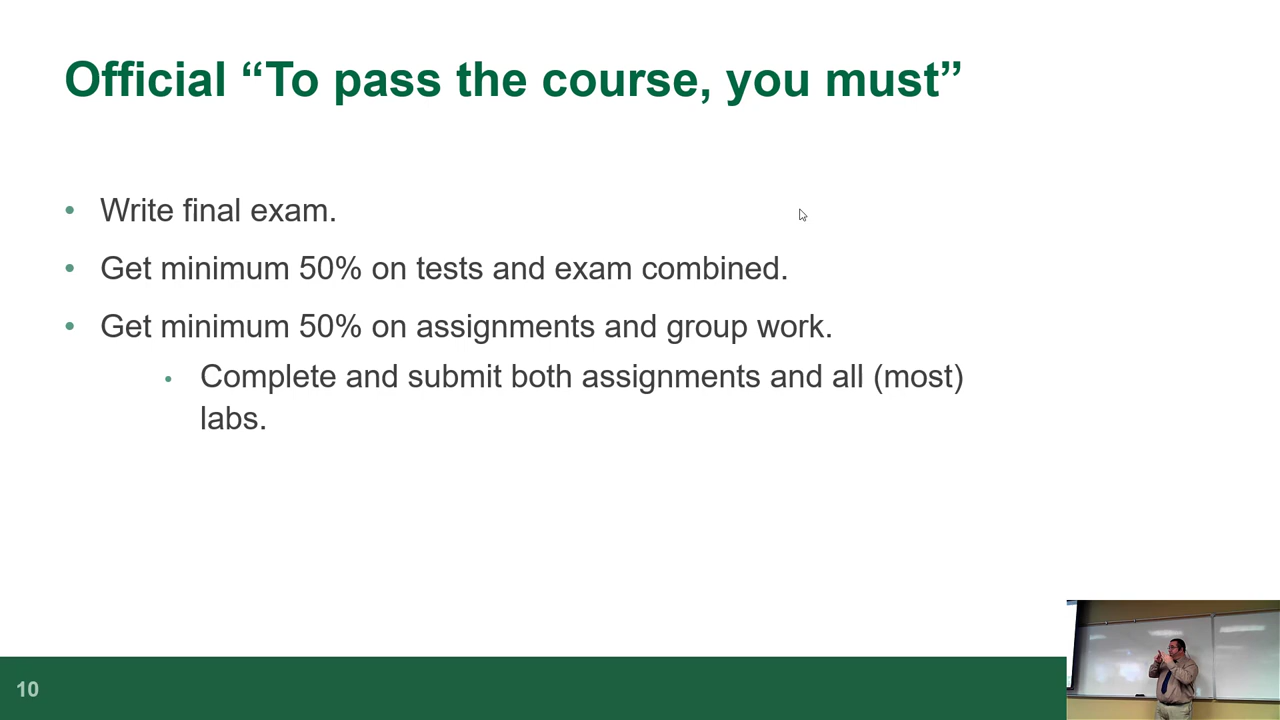 Official “To pass the course, you must”
• Write final exam.
• Get minimum 50% on tests and exam combined.
• Get minimum 50% on assignments and group work.
• Complete and submit both assignments and all (most)
labs.
10